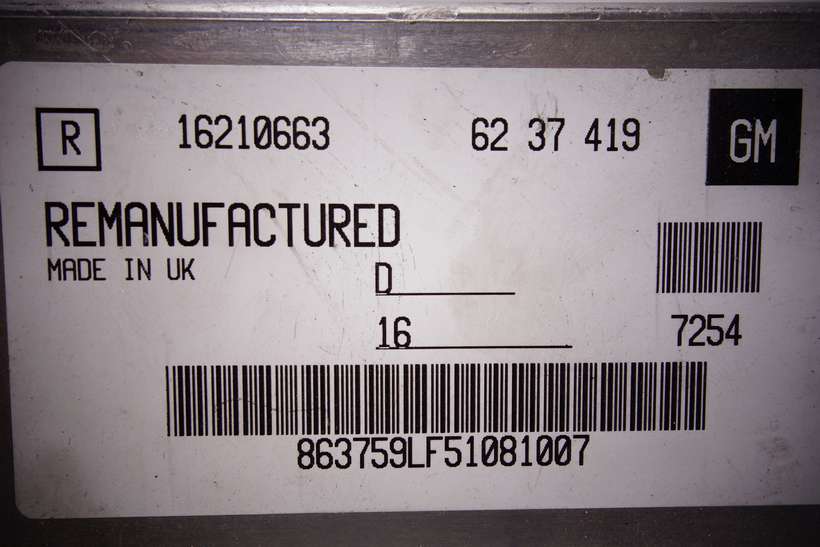 R 16210663 62 37 419 GM
REMANUFACTURED
MADE IN UK
D
16
7254
863759LF51081007